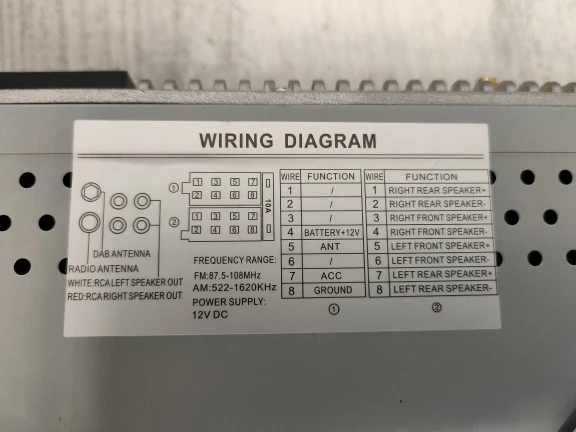 WIRING DIAGRAM
① 1 3 5 7
2 4 6 8
② 1 3 5 7
2 4 6 8
10A
DAB ANTENNA
RADIO ANTENNA
WHITE:RCA LEFT SPEAKER OUT
RED:RCA RIGHT SPEAKER OUT
FREQUENCY RANGE:
FM:87.5-108MHz
AM:522-1620KHz
POWER SUPPLY:
12V DC
WIRE FUNCTION
1 /
2 /
3 /
4 BATTERY+12V
5 ANT
6 /
7 ACC
8 GROUND
①
WIRE FUNCTION
1 RIGHT REAR SPEAKER+
2 RIGHT REAR SPEAKER-
3 RIGHT FRONT SPEAKER+
4 RIGHT FRONT SPEAKER-
5 LEFT FRONT SPEAKER+
6 LEFT FRONT SPEAKER-
7 LEFT REAR SPEAKER+
8 LEFT REAR SPEAKER-
②